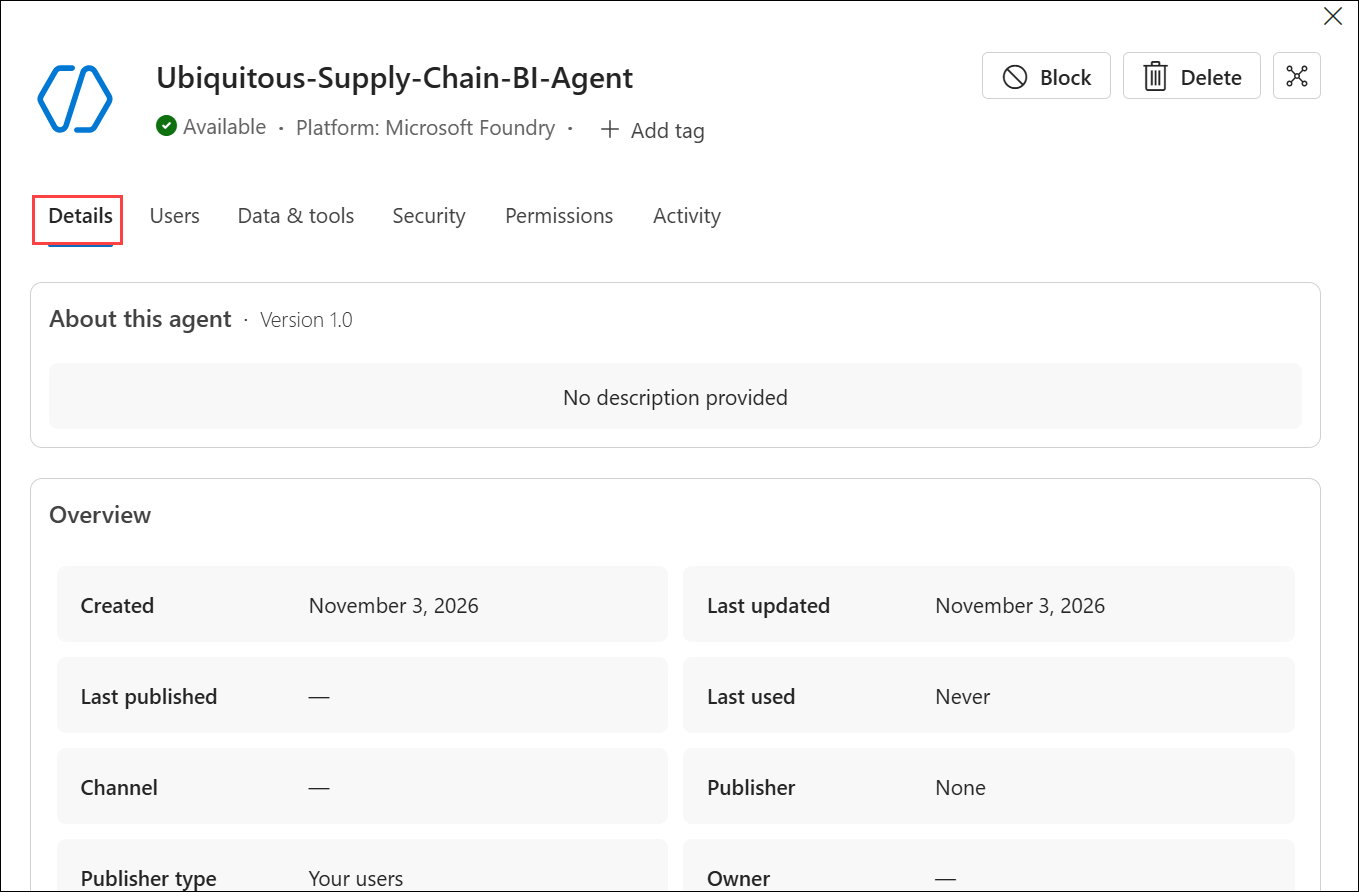 Ubiquitous-Supply-Chain-BI-Agent
Available · Platform: Microsoft Foundry · + Add tag
Block
Delete
Details Users Data & tools Security Permissions Activity
About this agent · Version 1.0
No description provided
Overview
Created November 3, 2026
Last updated November 3, 2026
Last published —
Last used Never
Channel —
Publisher None
Publisher type Your users
Owner —